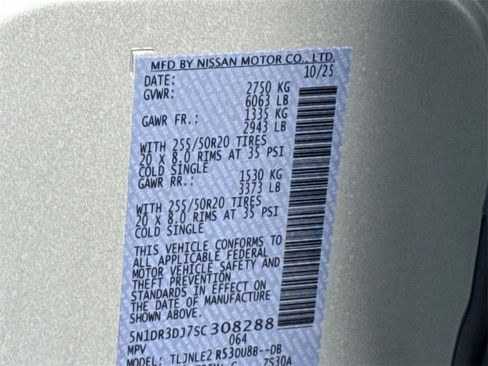 MFD BY NISSAN MOTOR CO., LTD.
DATE: 10/25
GVWR: 2750 KG
6063 LB
GAWR FR.: 1335 KG
2943 LB
WITH 255/50R20 TIRES
20 X 8.0 RIMS AT 35 PSI
COLD SINGLE
GAWR RR.: 1530 KG
3373 LB
WITH 255/50R20 TIRES
20 X 8.0 RIMS AT 35 PSI
COLD SINGLE
THIS VEHICLE CONFORMS TO
ALL APPLICABLE FEDERAL
MOTOR VEHICLE SAFETY AND
THEFT PREVENTION
STANDARDS IN EFFECT ON
THE DATE OF MANUFACTURE
SHOWN ABOVE.
5N1DR3DJ7SC308288
064
MPV
MODEL: TLJNLE2 R53DU8B--DB